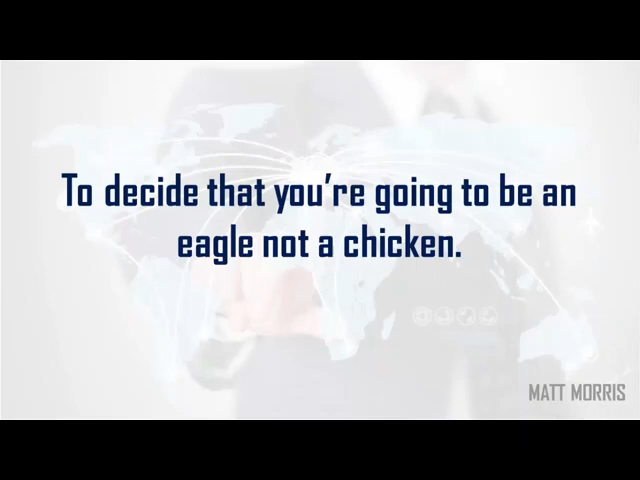 To decide that you’re going to be an
eagle not a chicken.
MATT MORRIS